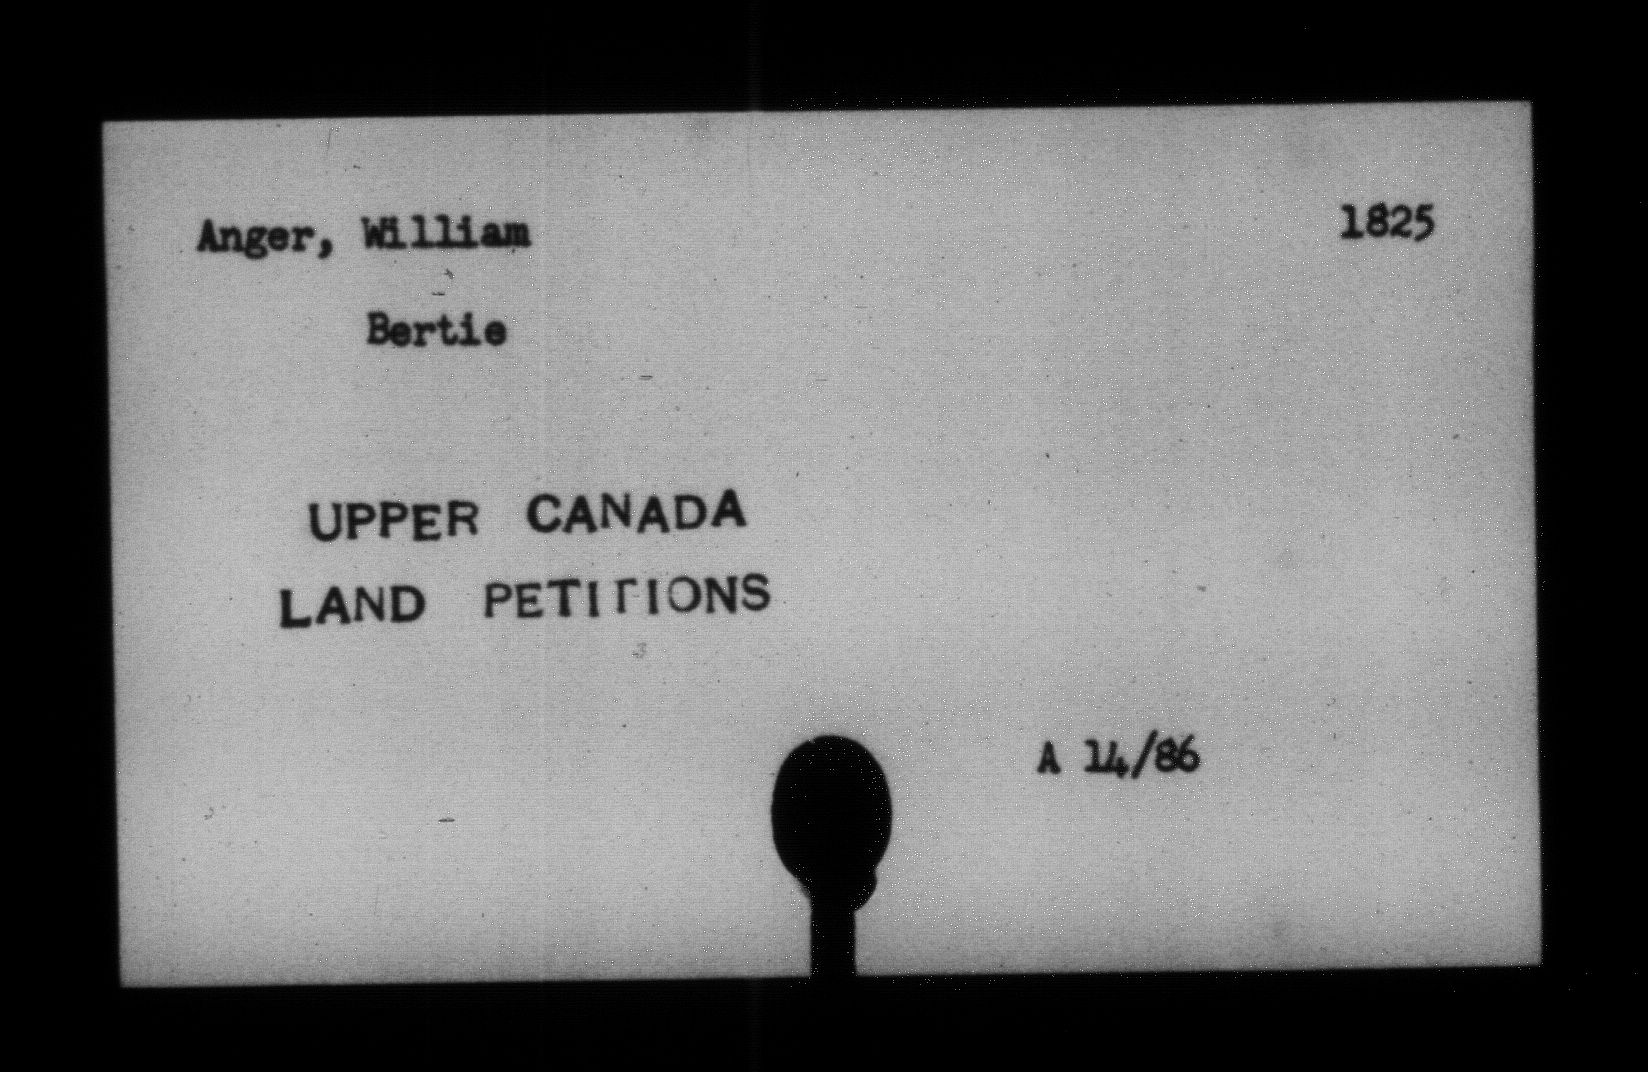 Anger, William 1825
Bertie
UPPER CANADA
LAND PETITIONS
A 14/86